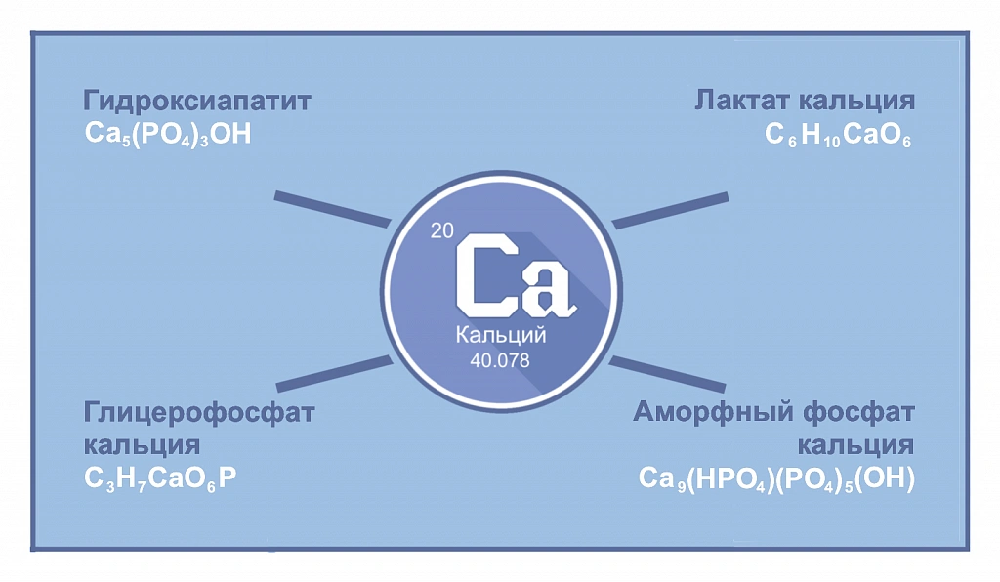 Гидроксиапатит
Ca₅(PO₄)₃OH
Лактат кальция
C₆H₁₀CaO₆
20
Ca
Кальций
40.078
Глицерофосфат
кальция
C₃H₇CaO₆P
Аморфный фосфат
кальция
Ca₉(HPO₄)(PO₄)₅(OH)